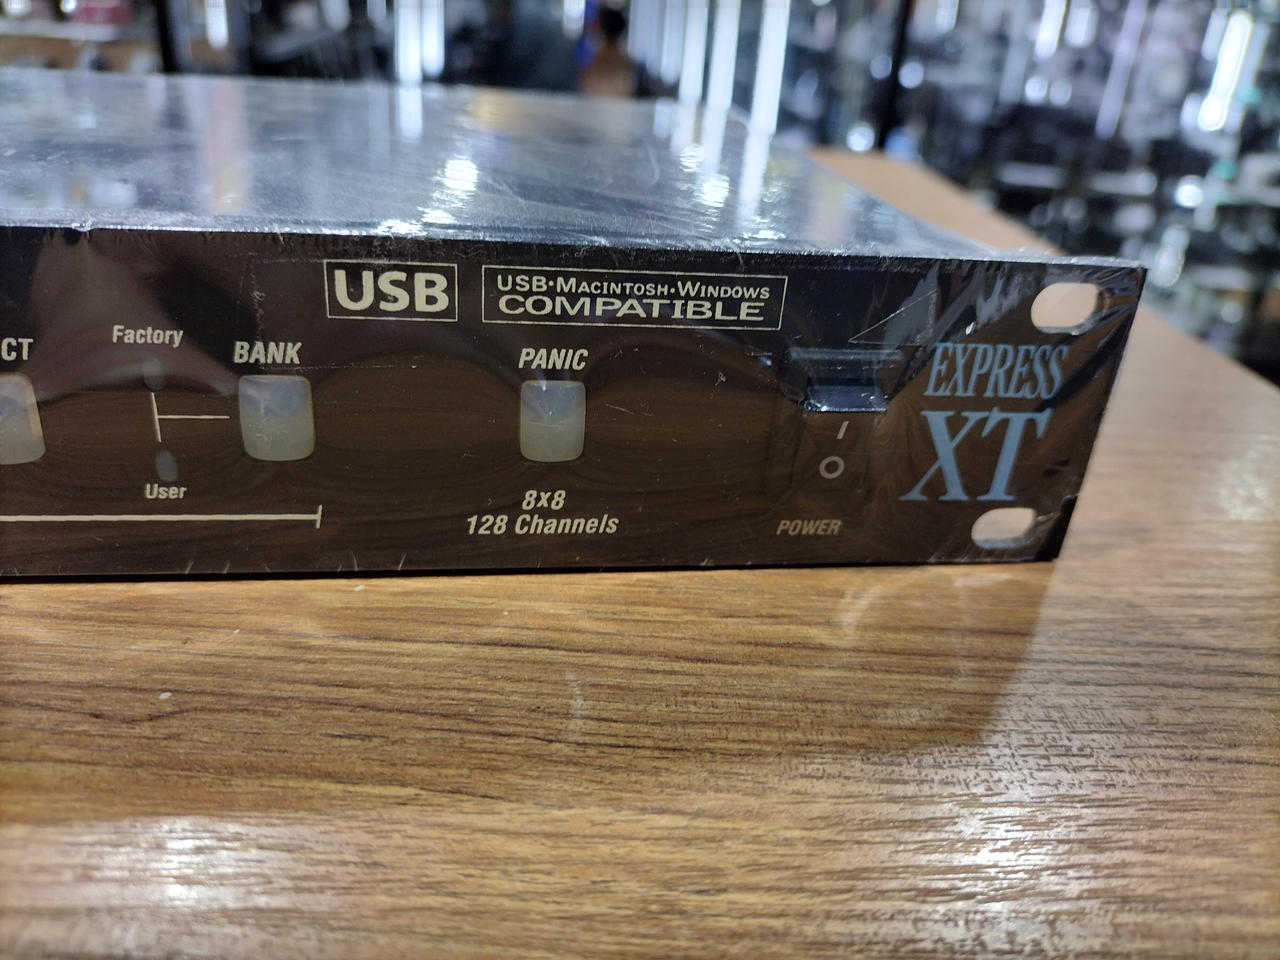 USB
USB·MACINTOSH·WINDOWS
COMPATIBLE
CT
Factory
BANK
PANIC
User
8x8
128 Channels
I
O
POWER
EXPRESS
XT